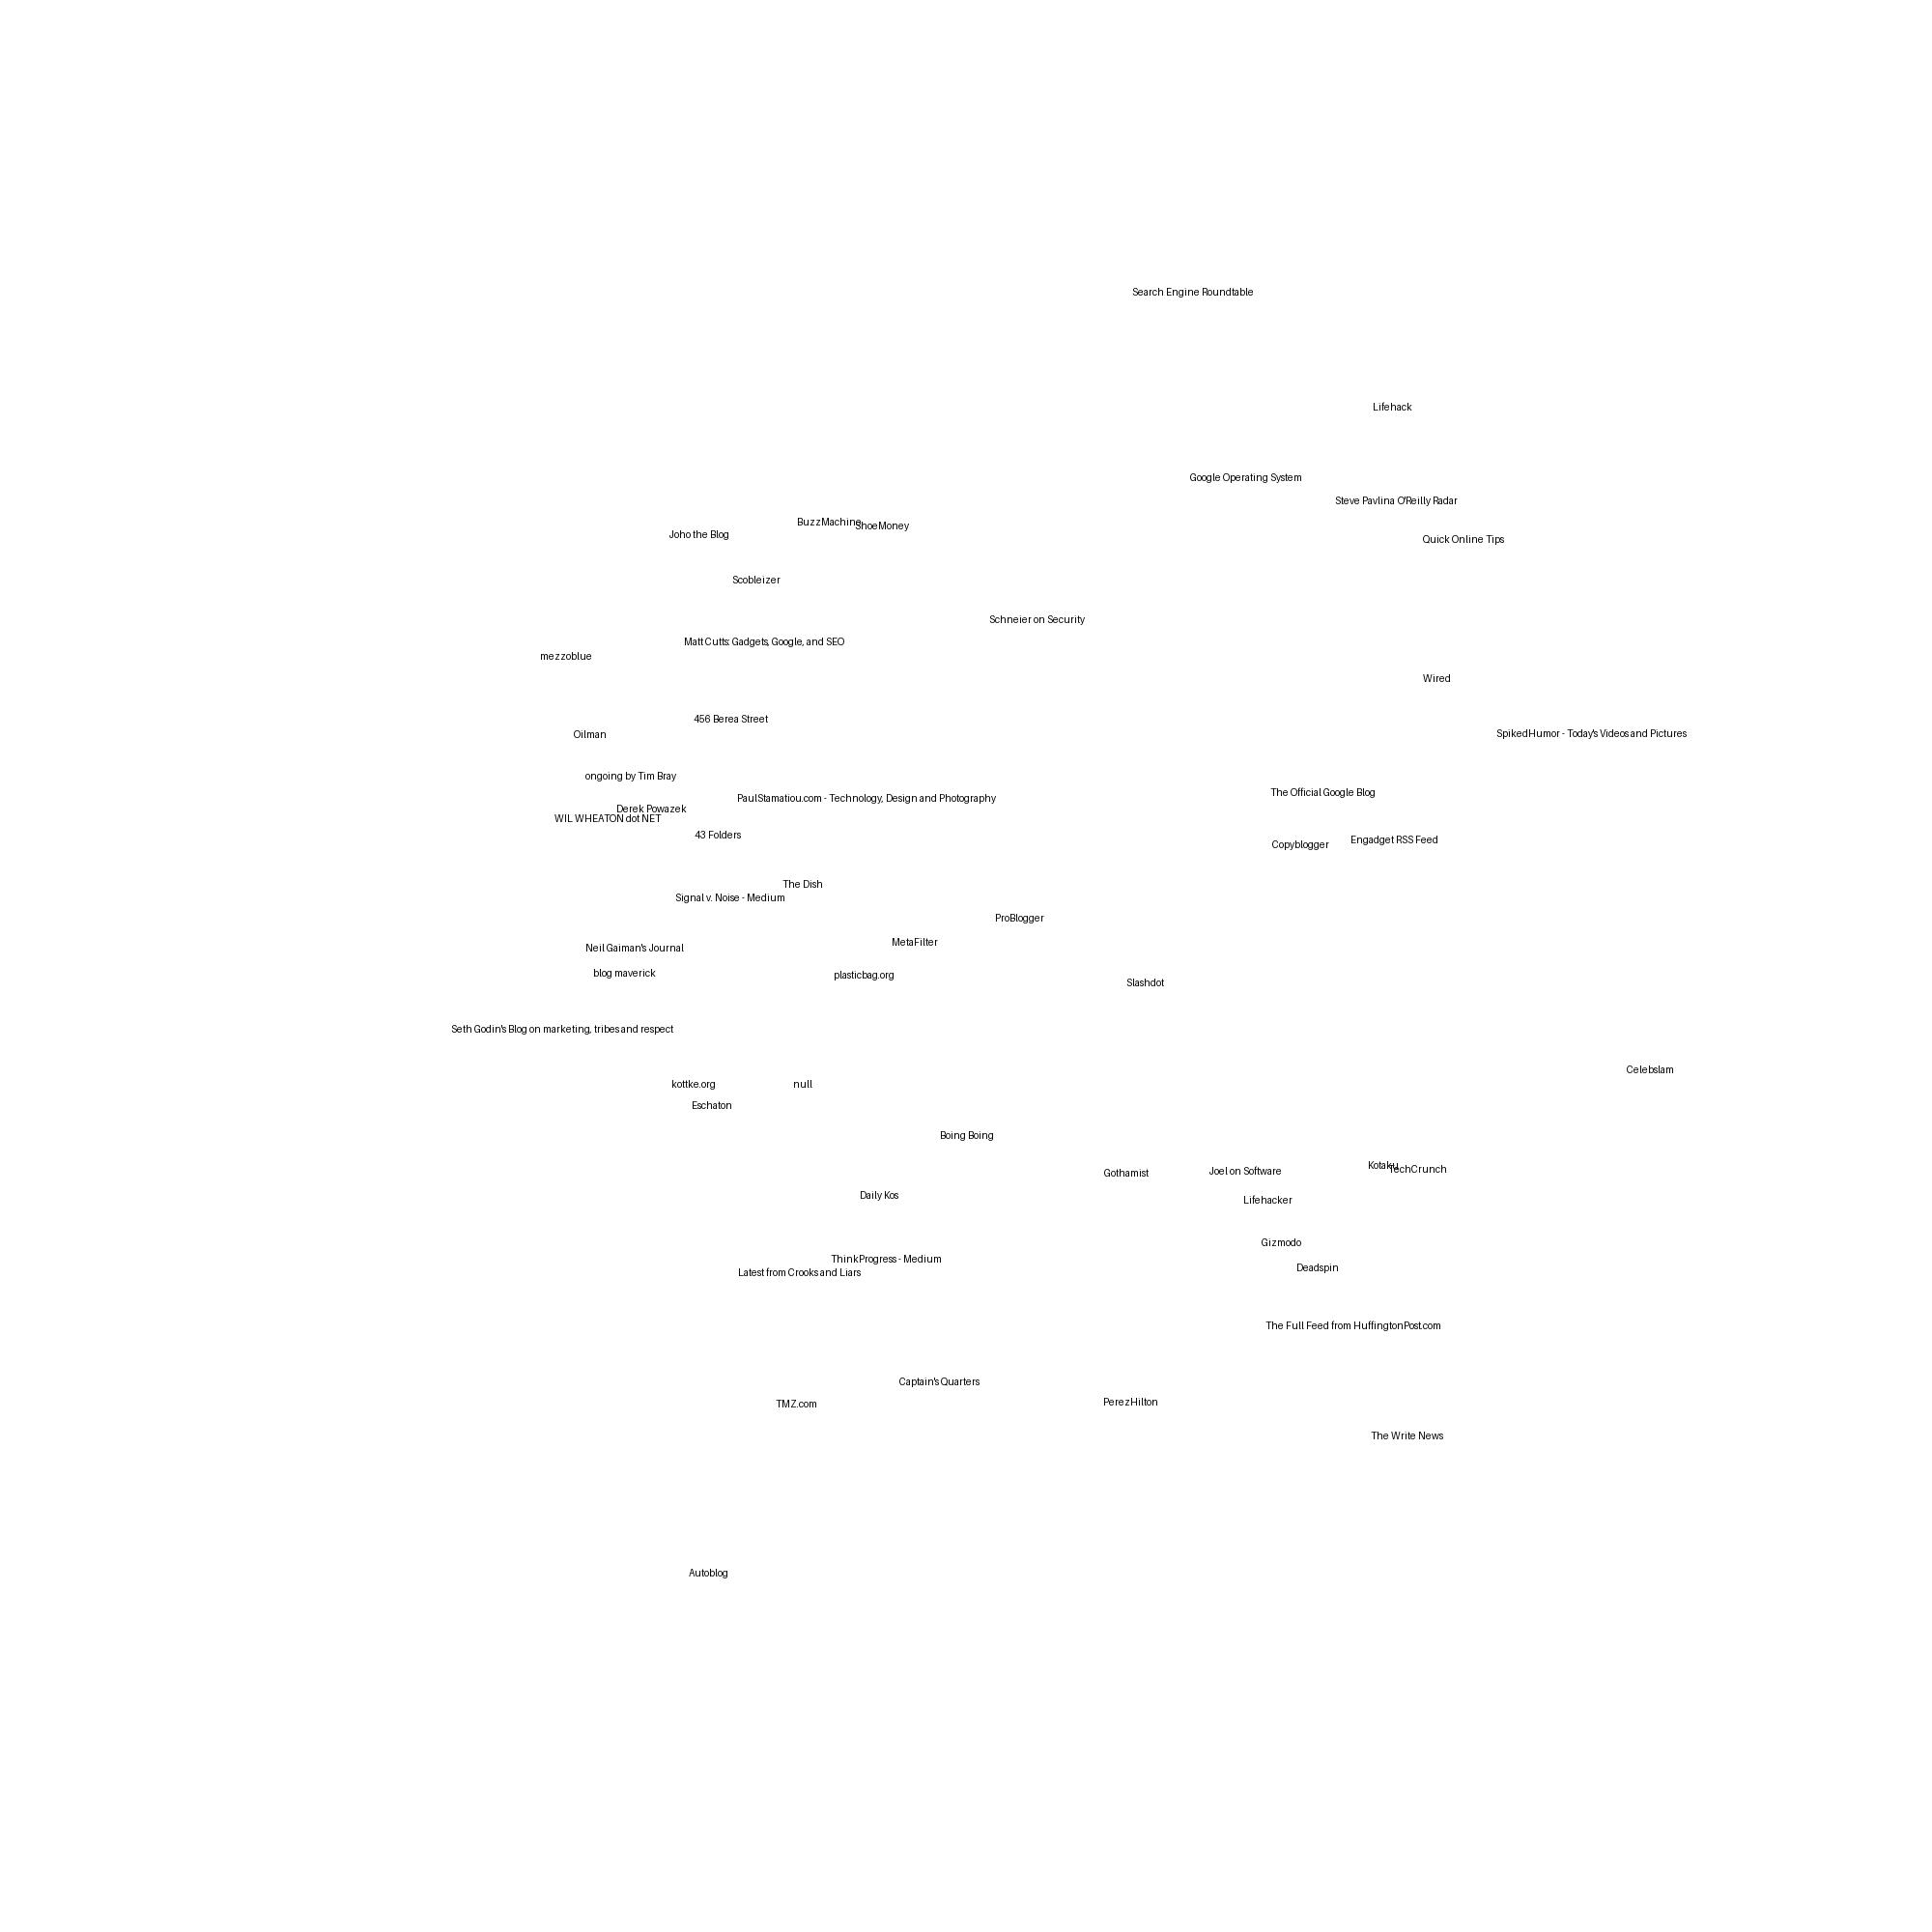 Search Engine Roundtable
Lifehack
Google Operating System
Steve Pavlina O'Reilly Radar
BuzzMachine
ShoeMoney
Joho the Blog
Quick Online Tips
Scobleizer
Schneier on Security
Matt Cutts: Gadgets, Google, and SEO
mezzoblue
Wired
456 Berea Street
Oilman
SpikedHumor - Today's Videos and Pictures
ongoing by Tim Bray
The Official Google Blog
PaulStamatiou.com - Technology, Design and Photography
Derek Powazek
WIL WHEATON dot NET
43 Folders
Engadget RSS Feed
Copyblogger
The Dish
Signal v. Noise - Medium
ProBlogger
MetaFilter
Neil Gaiman's Journal
blog maverick
plasticbag.org
Slashdot
Seth Godin's Blog on marketing, tribes and respect
Celebslam
kottke.org
null
Eschaton
Boing Boing
Kotaku
TechCrunch
Gothamist
Joel on Software
Daily Kos
Lifehacker
Gizmodo
ThinkProgress - Medium
Deadspin
Latest from Crooks and Liars
The Full Feed from HuffingtonPost.com
Captain's Quarters
TMZ.com
PerezHilton
The Write News
Autoblog